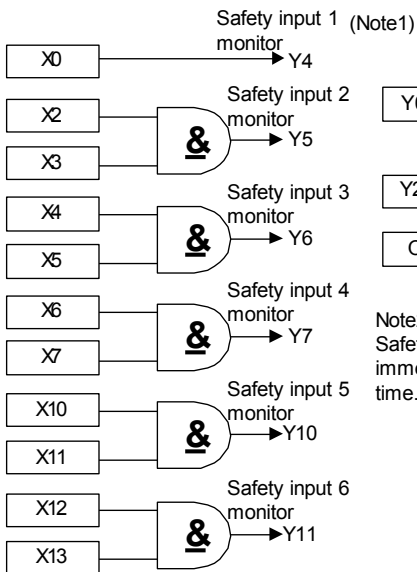 Safety input 1 (Note1)
monitor
X0
Y4
Safety input 2
monitor
X2
Y5
X3
&
Safety input 3
monitor
X4
Y6
X5
&
Safety input 4
monitor
X6
Y7
X7
&
Safety input 5
monitor
X10
Y10
X11
&
Safety input 6
monitor
X12
Y11
X13
&
Y2
C
Note
Safet
imme
time.